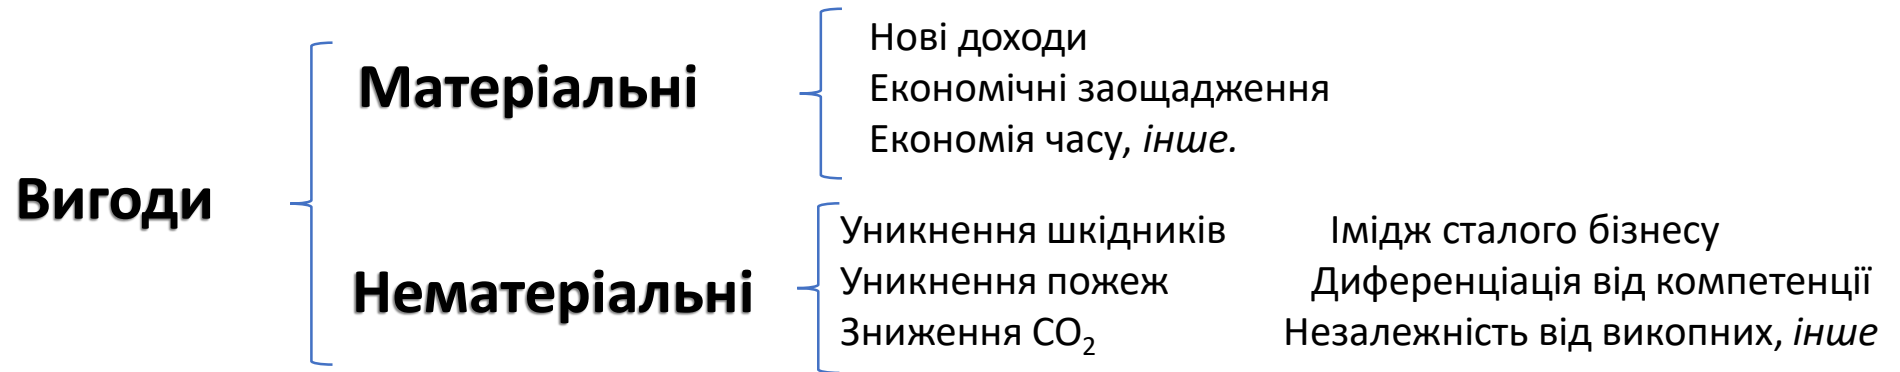 Вигоди
Матеріальні
Нові доходи
Економічні заощадження
Економія часу, інше.
Нематеріальні
Уникнення шкідників
Уникнення пожеж
Зниження CO₂
Імідж сталого бізнесу
Диференціація від компетенції
Незалежність від викопних, інше